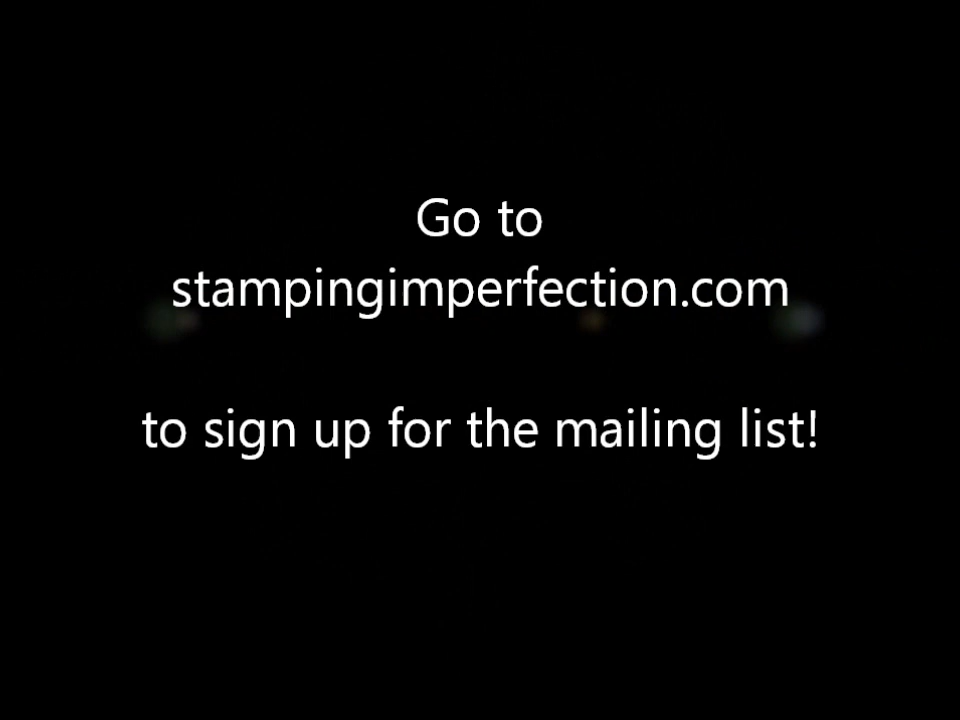 Go to
stampingimperfection.com
to sign up for the mailing list!